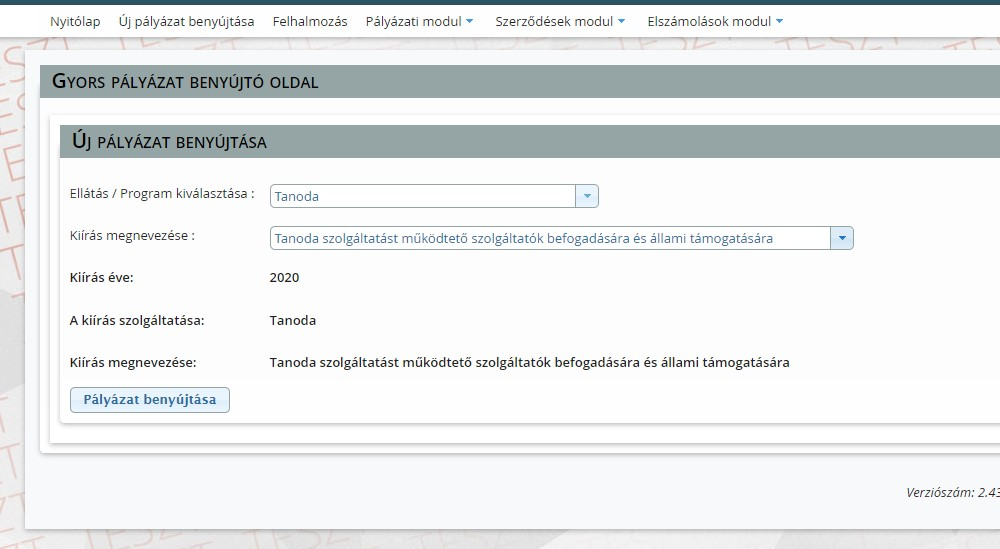 Nyitólap Új pályázat benyújtása Felhalmozás Pályázati modul Szerződések modul Elszámolások modul
Gyors pályázat benyújtó oldal
Új pályázat benyújtása
Ellátás / Program kiválasztása : Tanoda
Kiírás megnevezése : Tanoda szolgáltatást működtető szolgáltatók befogadására és állami támogatására
Kiírás éve: 2020
A kiírás szolgáltatása: Tanoda
Kiírás megnevezése: Tanoda szolgáltatást működtető szolgáltatók befogadására és állami támogatására
Pályázat benyújtása
Verziószám: 2.43